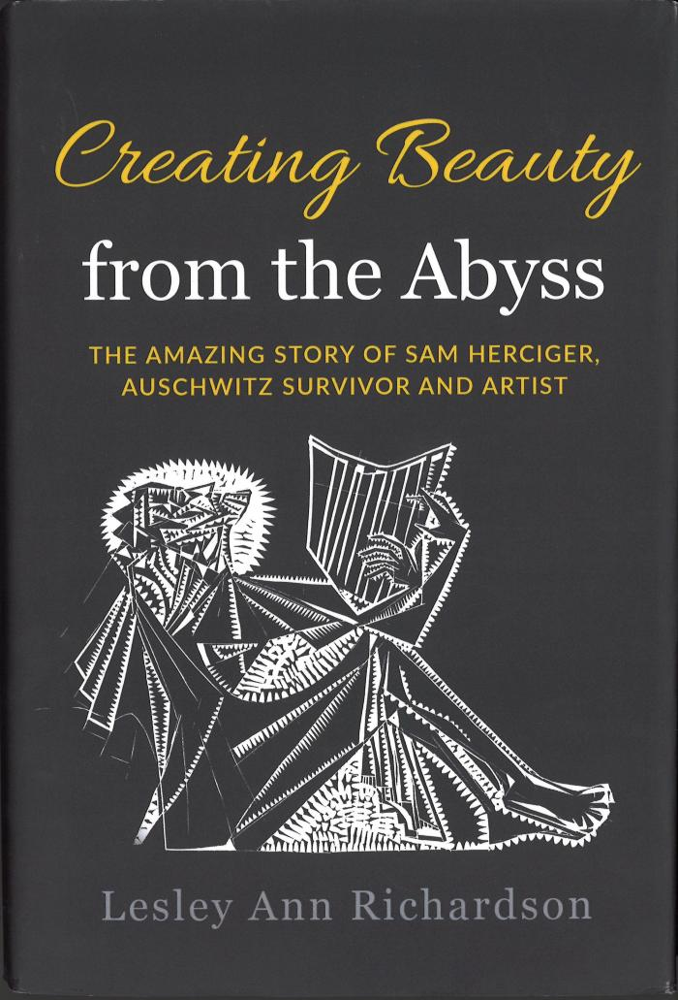 Creating Beauty
from the Abyss
THE AMAZING STORY OF SAM HERCIGER,
AUSCHWITZ SURVIVOR AND ARTIST
Lesley Ann Richardson